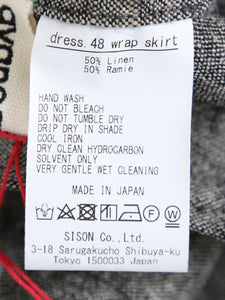 dress. 48 wrap skirt
50% Linen
50% Ramie
HAND WASH
DO NOT BLEACH
DO NOT TUMBLE DRY
DRIP DRY IN SHADE
COOL IRON
DRY CLEAN HYDROCARBON
SOLVENT ONLY
VERY GENTLE WET CLEANING
MADE IN JAPAN
SISON Co., Ltd.
3-18 Sarugakucho Shibuya-ku
Tokyo 1500033 Japan